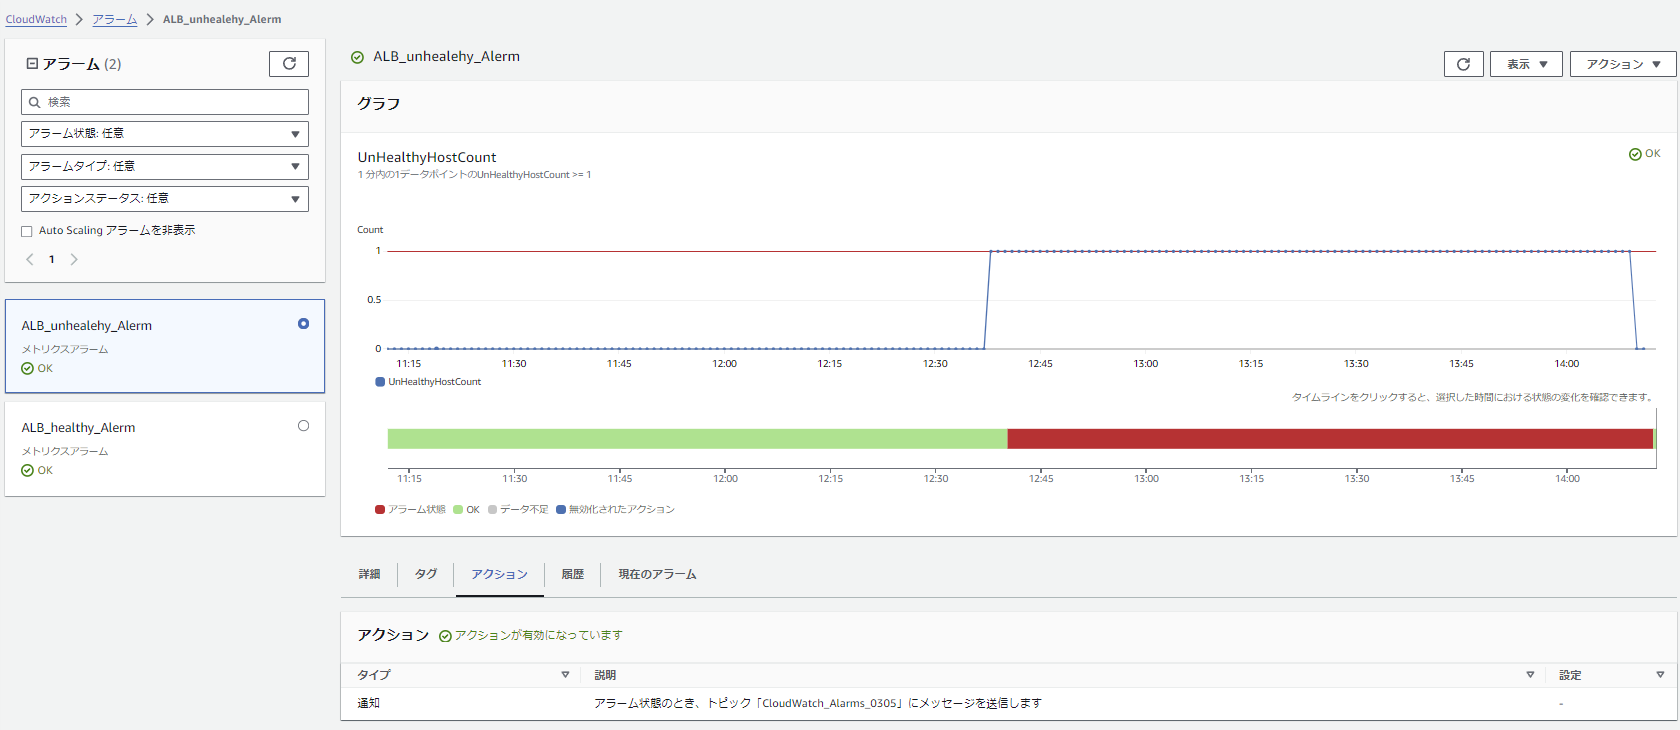 CloudWatch > アラーム > ALB_unhealehy_Alerm
アラーム (2)
検索
アラーム状態: 任意
アラームタイプ: 任意
アクションステータス: 任意
Auto Scaling アラームを非表示
1
ALB_unhealehy_Alerm
メトリクスアラーム
OK
ALB_healthy_Alerm
メトリクスアラーム
OK
ALB_unhealehy_Alerm
表示
アクション
グラフ
UnHealthyHostCount
OK
1 分内の1データポイントのUnHealthyHostCount >= 1
Count
1
0.5
0
11:15 11:30 11:45 12:00 12:15 12:30 12:45 13:00 13:15 13:30 13:45 14:00
UnHealthyHostCount
タイムラインをクリックすると、選択した時間における状態の変化を確認できます。
11:15 11:30 11:45 12:00 12:15 12:30 12:45 13:00 13:15 13:30 13:45 14:00
アラーム状態 OK データ不足 無効化されたアクション
詳細 タグ アクション 履歴 現在のアラーム
アクション アクションが有効になっています
タイプ 説明 設定
通知 アラーム状態のとき、トピック「CloudWatch_Alarms_0305」にメッセージを送信します -